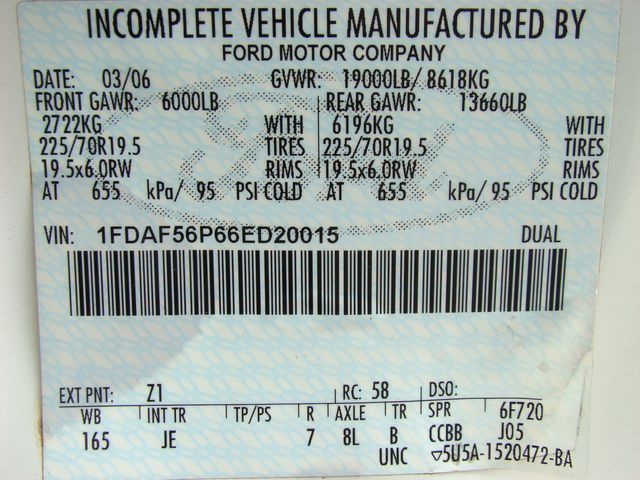 INCOMPLETE VEHICLE MANUFACTURED BY
FORD MOTOR COMPANY
DATE: 03/06 GVWR: 19000LB/ 8618KG
FRONT GAWR: 6000LB REAR GAWR: 13660LB
2722KG WITH 6196KG WITH
225/70R19.5 TIRES 225/70R19.5 TIRES
19.5x6.0RW RIMS 19.5x6.0RW RIMS
AT 655 kPa/ 95 PSI COLD AT 655 kPa/ 95 PSI COLD
VIN: 1FDAF56P66ED20015 DUAL
EXT PNT: Z1 RC: 58 DSO:
WB INT TR TP/PS R AXLE TR SPR 6F720
165 JE 7 8L B CCBB J05
UNC ▽5U5A-1520472-BA